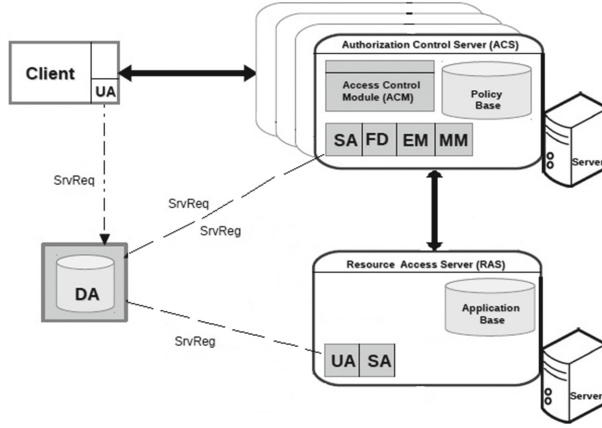 Authorization Control Server (ACS)
Client
UA
Access Control
Module (ACM)
Policy
Base
SA FD EM MM
Server
SrvReq
SrvReq
SrvReg
DA
Resource Access Server (RAS)
Application
Base
SrvReg
UA SA
Server